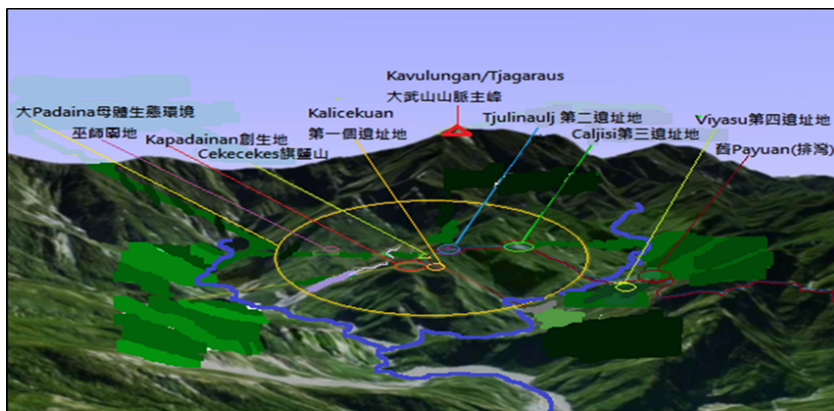 Kavulungan/Tjagaraus
大武山山脈主峰
大Padaina母體生態環境
巫師園地
Kapadainan創生地
Cekecekes旗鹽山
Kalicekuan
第一個遺址地
Tjulinaulj 第二遺址地
Caljisi第三遺址地
Viyasu第四遺址地
舊Payuan(排灣)